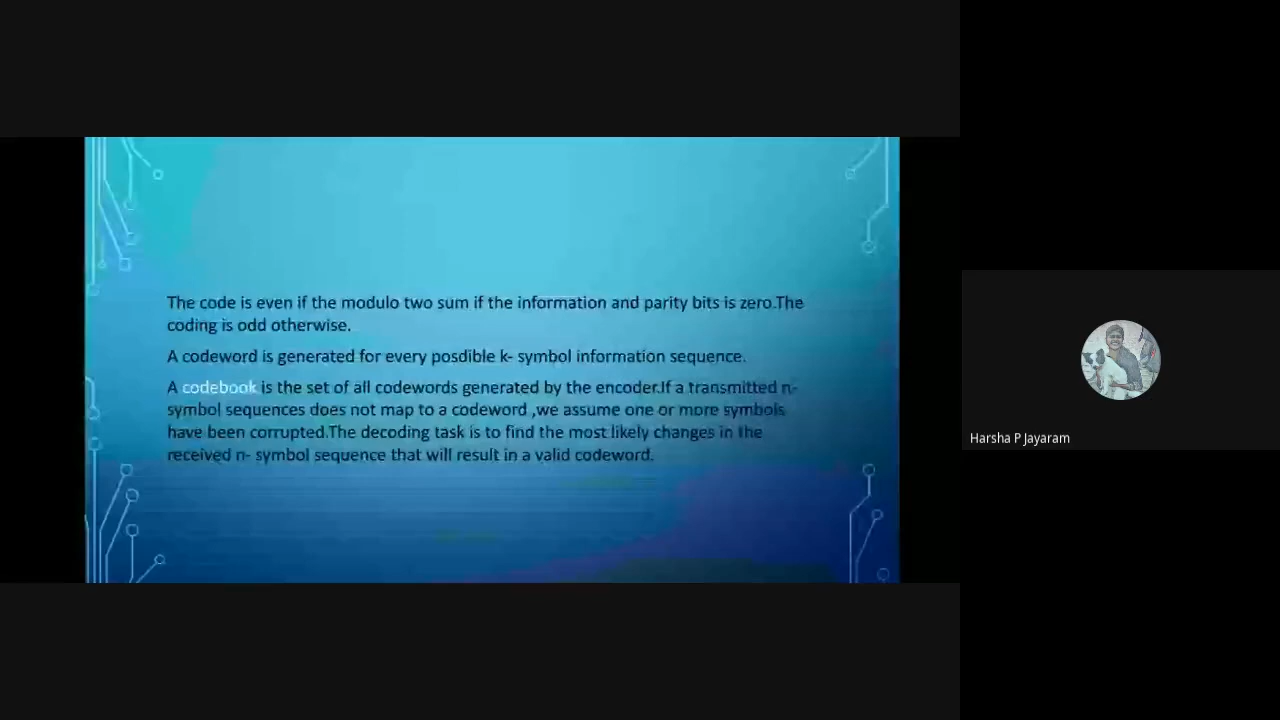 The code is even if the modulo two sum if the information and parity bits is zero.The
coding is odd otherwise.
A codeword is generated for every posdible k- symbol information sequence.
A codebook is the set of all codewords generated by the encoder.If a transmitted n-
symbol sequences does not map to a codeword ,we assume one or more symbols
have been corrupted.The decoding task is to find the most likely changes in the
received n- symbol sequence that will result in a valid codeword.
Harsha P Jayaram